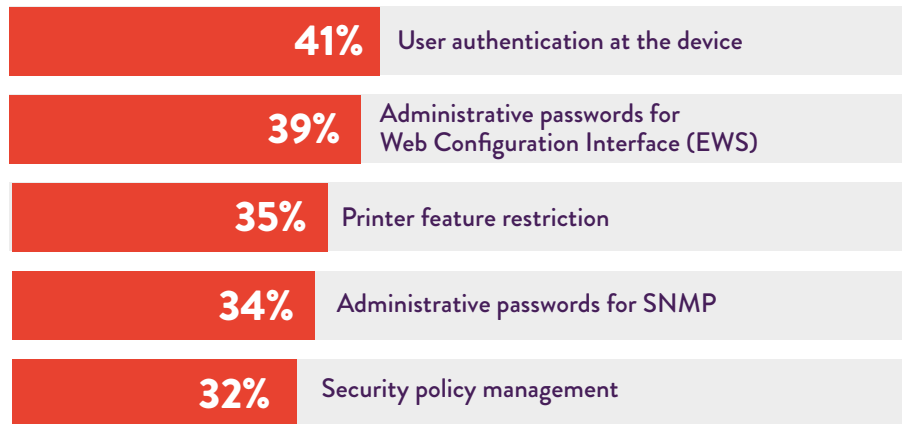 41% User authentication at the device
39% Administrative passwords for
Web Configuration Interface (EWS)
35% Printer feature restriction
34% Administrative passwords for SNMP
32% Security policy management